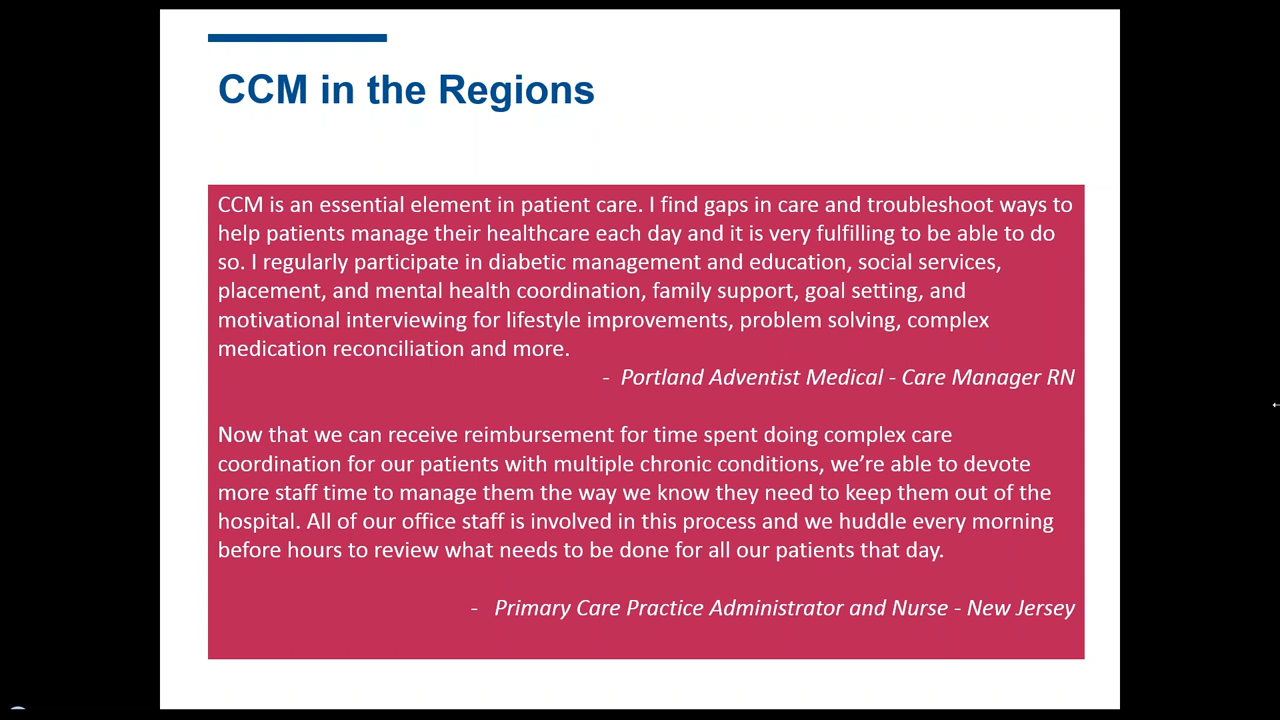 CCM in the Regions
CCM is an essential element in patient care. I find gaps in care and troubleshoot ways to
help patients manage their healthcare each day and it is very fulfilling to be able to do
so. I regularly participate in diabetic management and education, social services,
placement, and mental health coordination, family support, goal setting, and
motivational interviewing for lifestyle improvements, problem solving, complex
medication reconciliation and more.
- Portland Adventist Medical - Care Manager RN
Now that we can receive reimbursement for time spent doing complex care
coordination for our patients with multiple chronic conditions, we’re able to devote
more staff time to manage them the way we know they need to keep them out of the
hospital. All of our office staff is involved in this process and we huddle every morning
before hours to review what needs to be done for all our patients that day.
- Primary Care Practice Administrator and Nurse - New Jersey